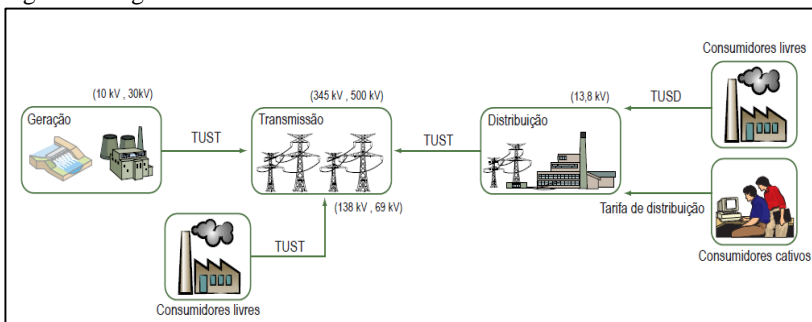 Consumidores livres
(10 kV , 30kV)
(345 kV , 500 kV)
(13,8 kV)
TUSD
Geração
Transmissão
Distribuição
TUST
TUST
(138 kV , 69 kV)
Tarifa de distribuição
TUST
Consumidores cativos
Consumidores livres